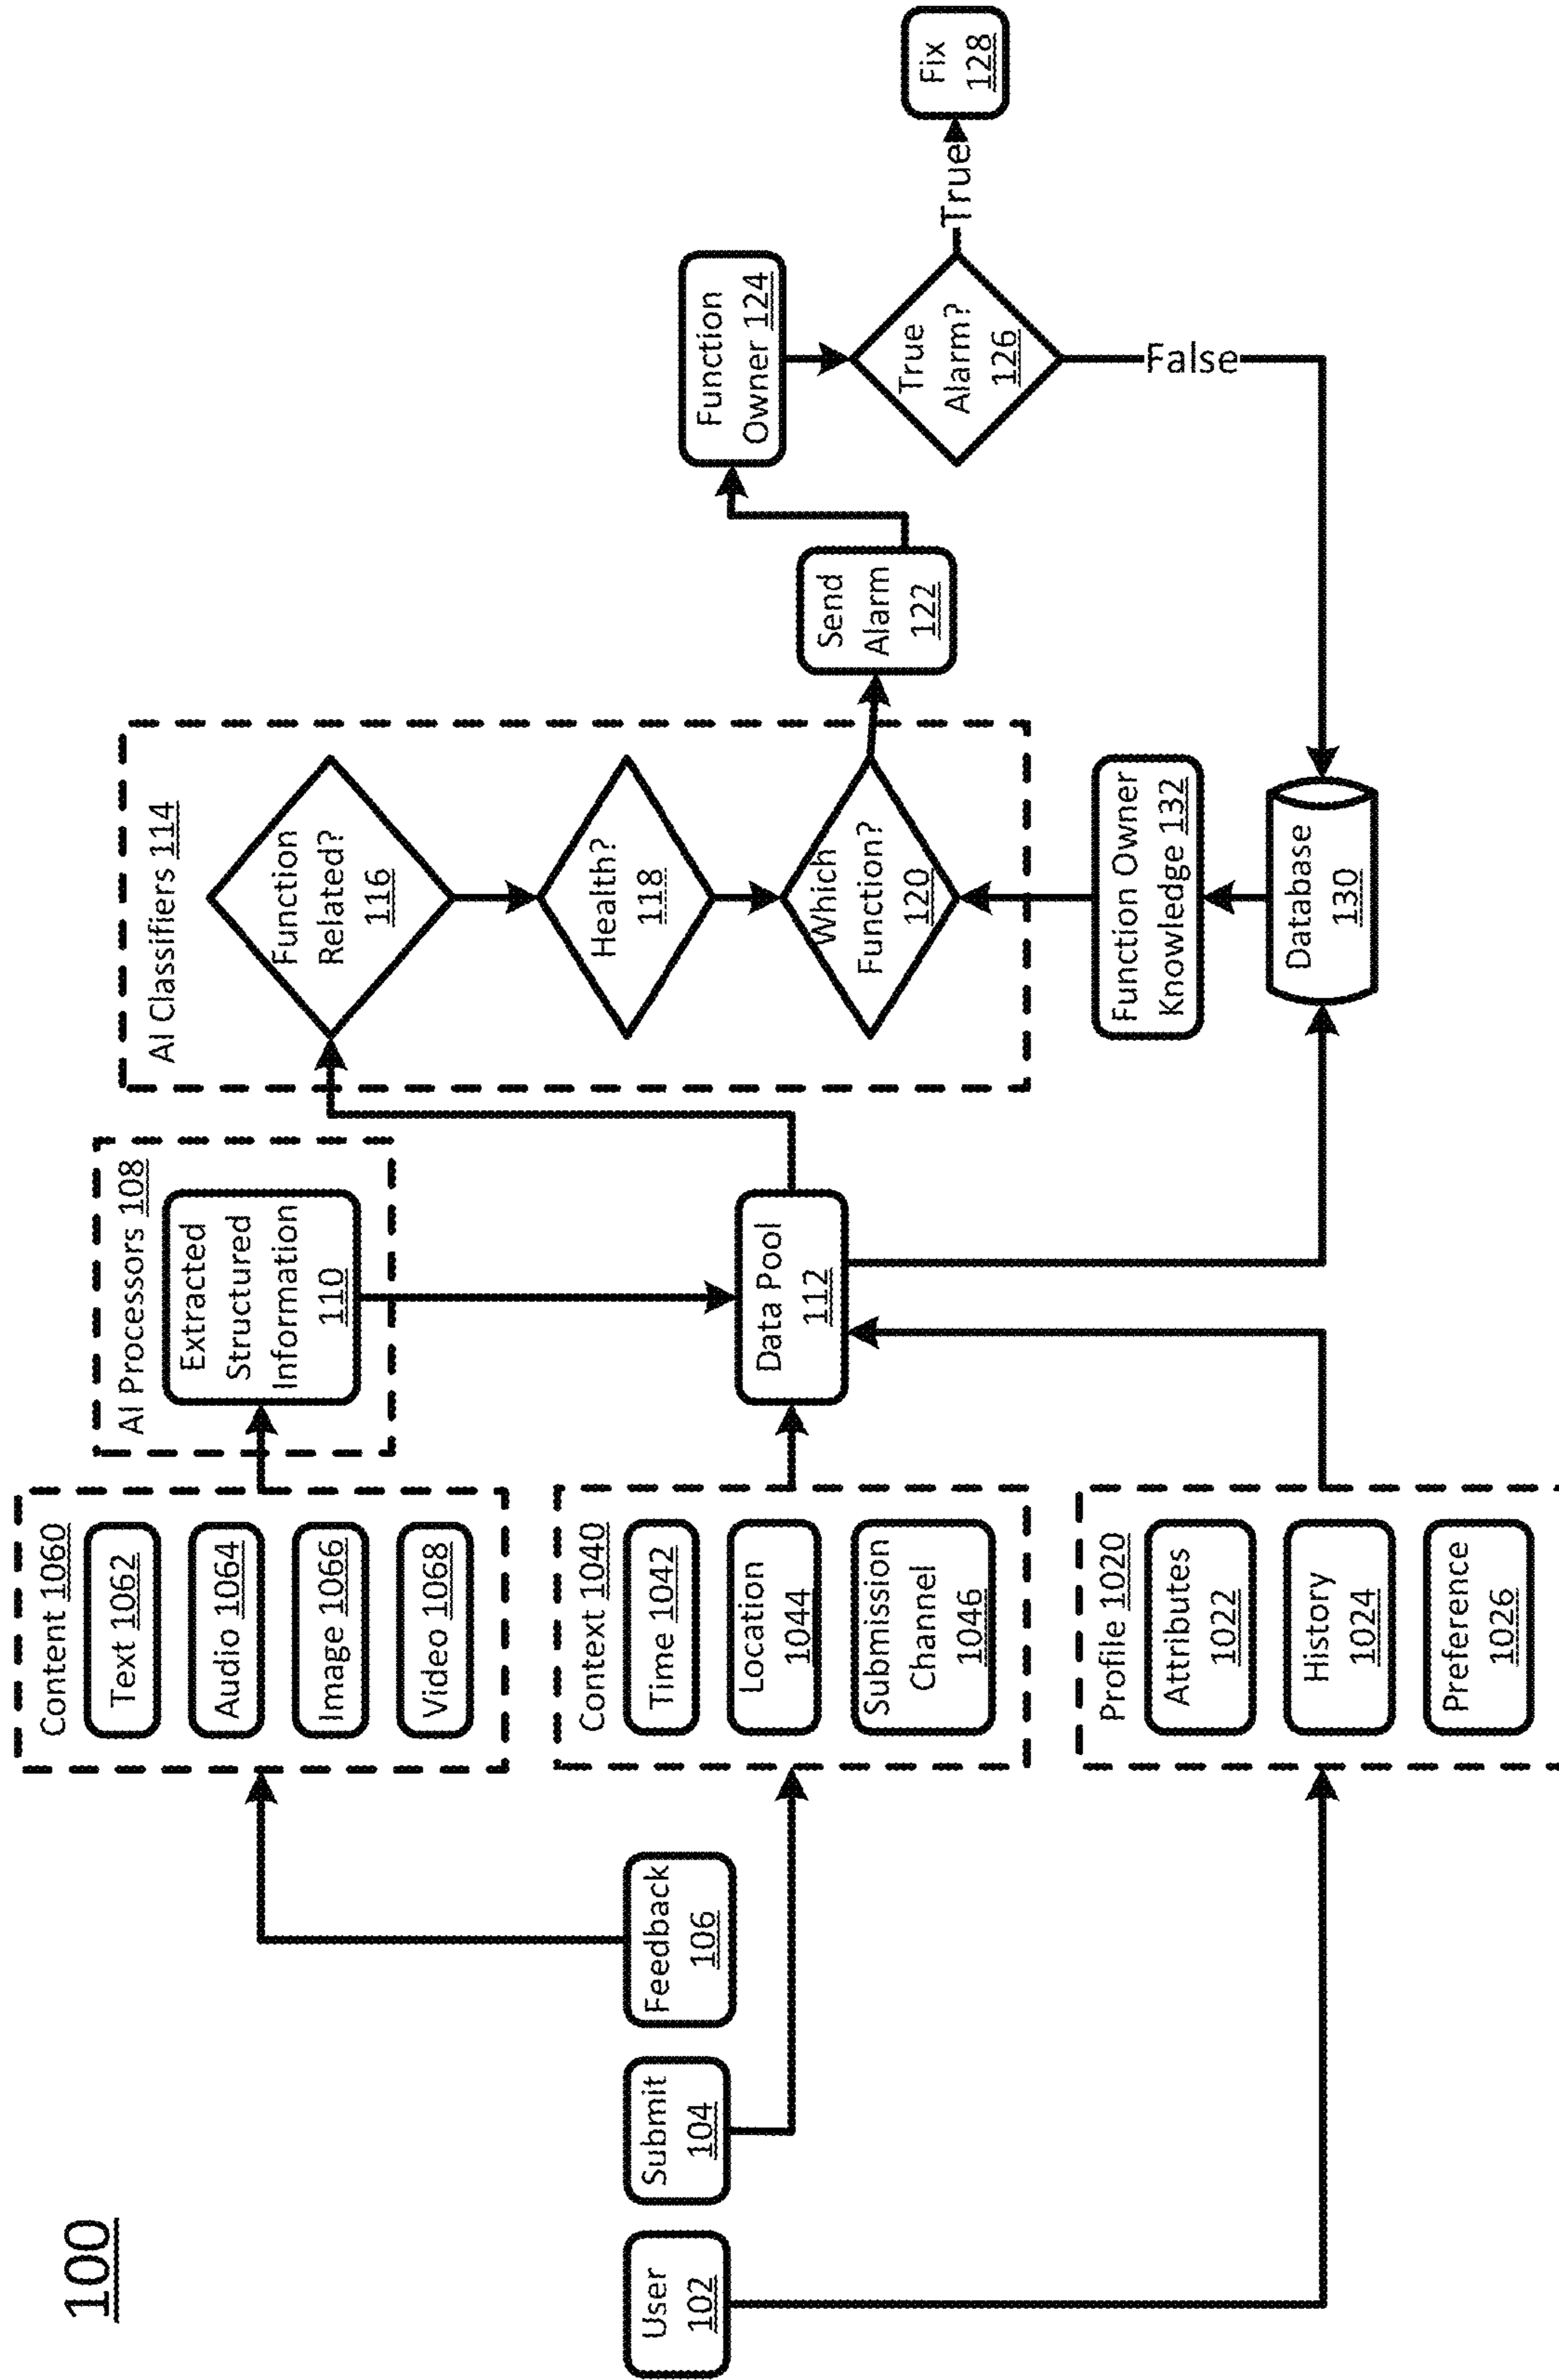 100
User
102
Submit
104
Feedback
106
Content 1060
Text 1062
Audio 1064
Image 1066
Video 1068
Context 1040
Time 1042
Location
1044
Submission
Channel
1046
Profile 1020
Attributes
1022
History
1024
Preference
1026
AI Processors 108
Extracted
Structured
Information
110
Data Pool
112
AI Classifiers 114
Function
Related?
116
Health?
118
Which
Function?
120
Function Owner
Knowledge 132
Database
130
Send
Alarm
122
Function
Owner 124
True
Alarm?
126
True
False
Fix
128